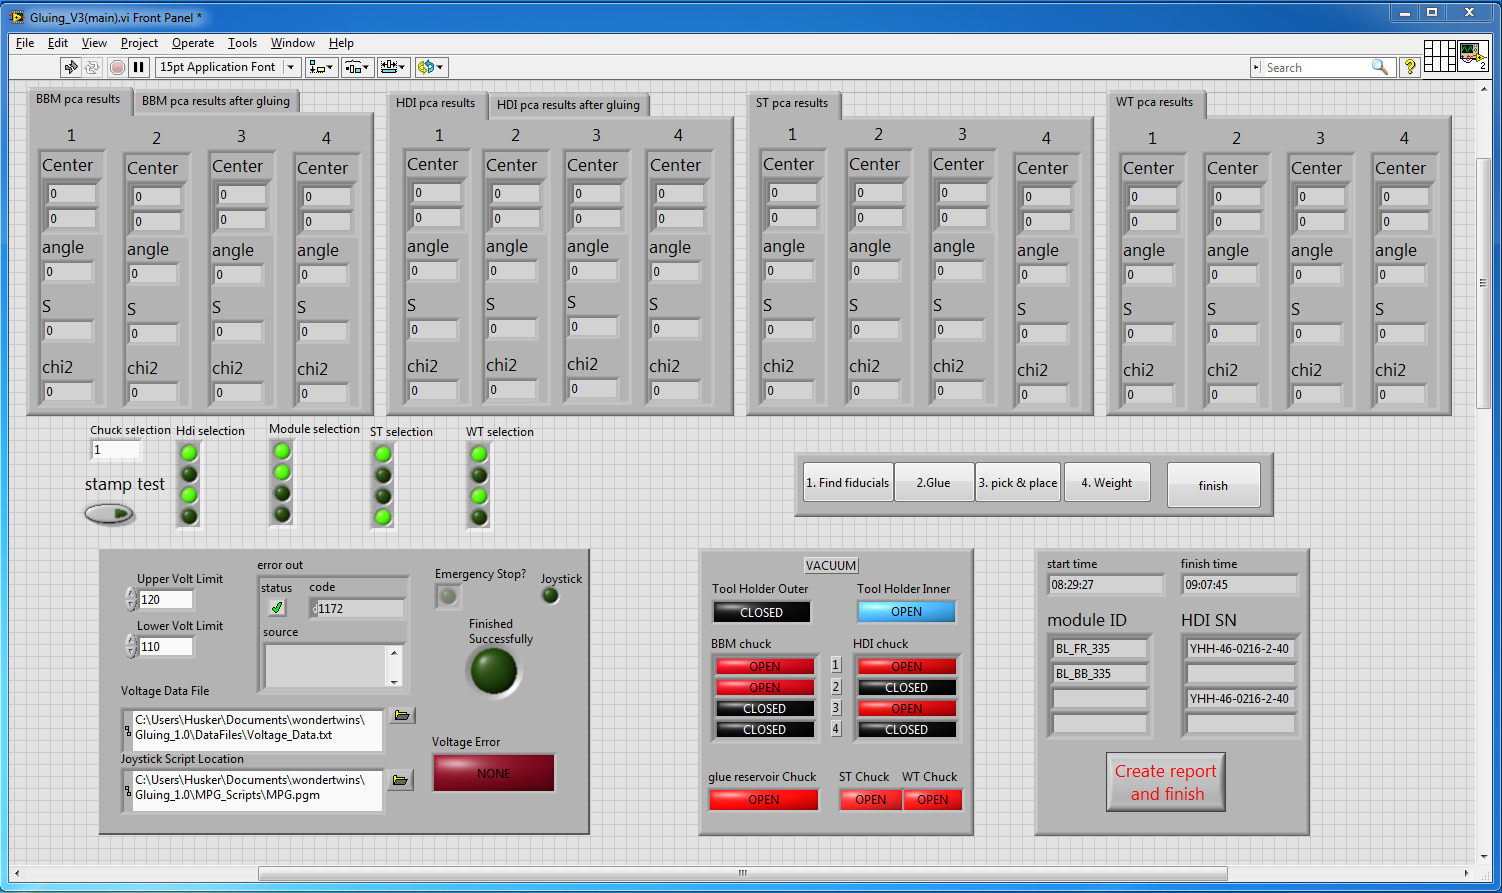 Gluing_V3(main).vi Front Panel *
File Edit View Project Operate Tools Window Help
15pt Application Font
Search
2
BBM pca results BBM pca results after gluing
1 2 3 4
Center Center Center Center
0 0 0 0
0 0 0 0
angle angle angle angle
0 0 0 0
S S S S
0 0 0 0
chi2 chi2 chi2 chi2
0 0 0 0
HDI pca results HDI pca results after gluing
1 2 3 4
Center Center Center Center
0 0 0 0
0 0 0 0
angle angle angle angle
0 0 0 0
S S S S
0 0 0 0
chi2 chi2 chi2 chi2
0 0 0 0
ST pca results
1 2 3 4
Center Center Center Center
0 0 0 0
0 0 0 0
angle angle angle angle
0 0 0 0
S S S S
0 0 0 0
chi2 chi2 chi2 chi2
0 0 0 0
WT pca results
1 2 3 4
Center Center Center Center
0 0 0 0
0 0 0 0
angle angle angle angle
0 0 0 0
S S S S
0 0 0 0
chi2 chi2 chi2 chi2
0 0 0 0
Chuck selection Hdi selection Module selection ST selection WT selection
1
stamp test
1. Find fiducials 2.Glue 3. pick & place 4. Weight finish
Upper Volt Limit
120
Lower Volt Limit
110
error out
status code
d 1172
source
Emergency Stop? Joystick
Finished
Successfully
Voltage Data File
C:\Users\Husker\Documents\wondertwins\
Gluing_1.0\DataFiles\Voltage_Data.txt
Joystick Script Location
C:\Users\Husker\Documents\wondertwins\
Gluing_1.0\MPG_Scripts\MPG.pgm
Voltage Error
NONE
VACUUM
Tool Holder Outer Tool Holder Inner
CLOSED OPEN
BBM chuck HDI chuck
OPEN 1 OPEN
OPEN 2 CLOSED
CLOSED 3 OPEN
CLOSED 4 CLOSED
glue reservoir Chuck ST Chuck WT Chuck
OPEN OPEN OPEN
start time finish time
08:29:27 09:07:45
module ID HDI SN
BL_FR_335 YHH-46-0216-2-40
BL_BB_335
YHH-46-0216-2-40
Create report
and finish